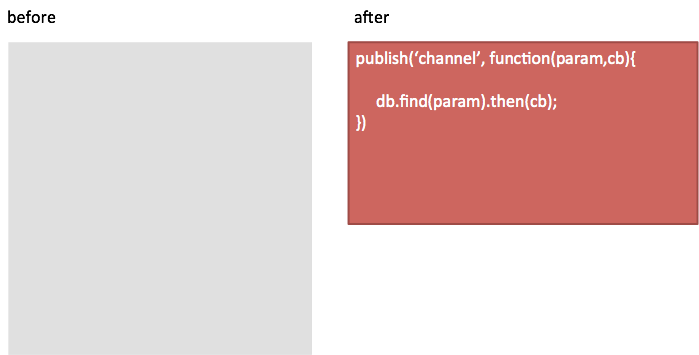 before
after
publish(‘channel’, function(param,cb){
db.find(param).then(cb);
})